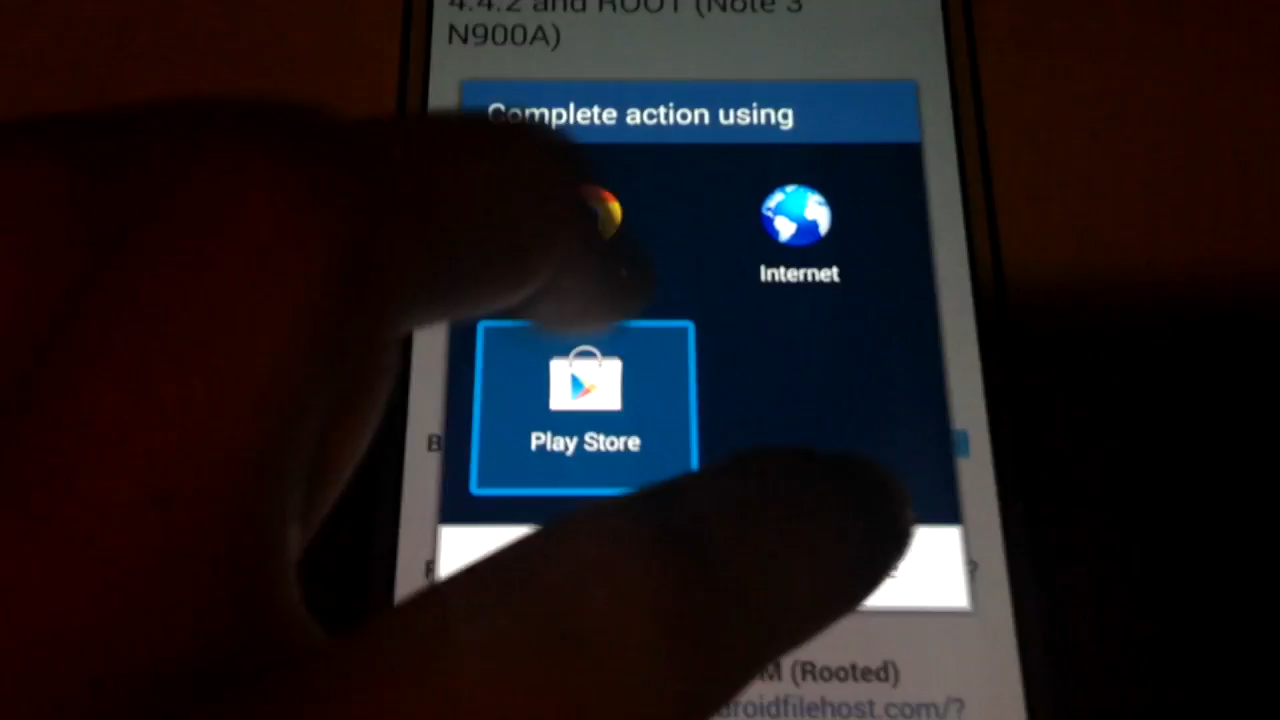 4.4.2 and ROOT (Note 3
N900A)
Complete action using
Internet
Play Store
B
(Rooted)
droidfilehost.com/?